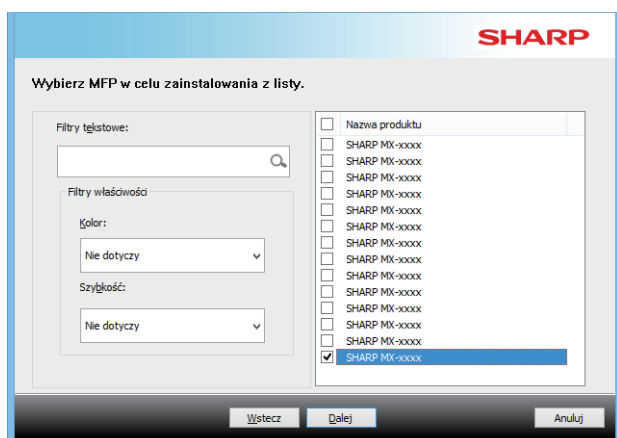 SHARP
Wybierz MFP w celu zainstalowania z listy.
Filtry tekstowe:
Filtry właściwości
Kolor:
Nie dotyczy
Szybkość:
Nie dotyczy
Nazwa produktu
SHARP MX-xxxx
SHARP MX-xxxx
SHARP MX-xxxx
SHARP MX-xxxx
SHARP MX-xxxx
SHARP MX-xxxx
SHARP MX-xxxx
SHARP MX-xxxx
SHARP MX-xxxx
SHARP MX-xxxx
SHARP MX-xxxx
SHARP MX-xxxx
SHARP MX-xxxx
SHARP MX-xxxx
Wstecz
Dalej
Anuluj